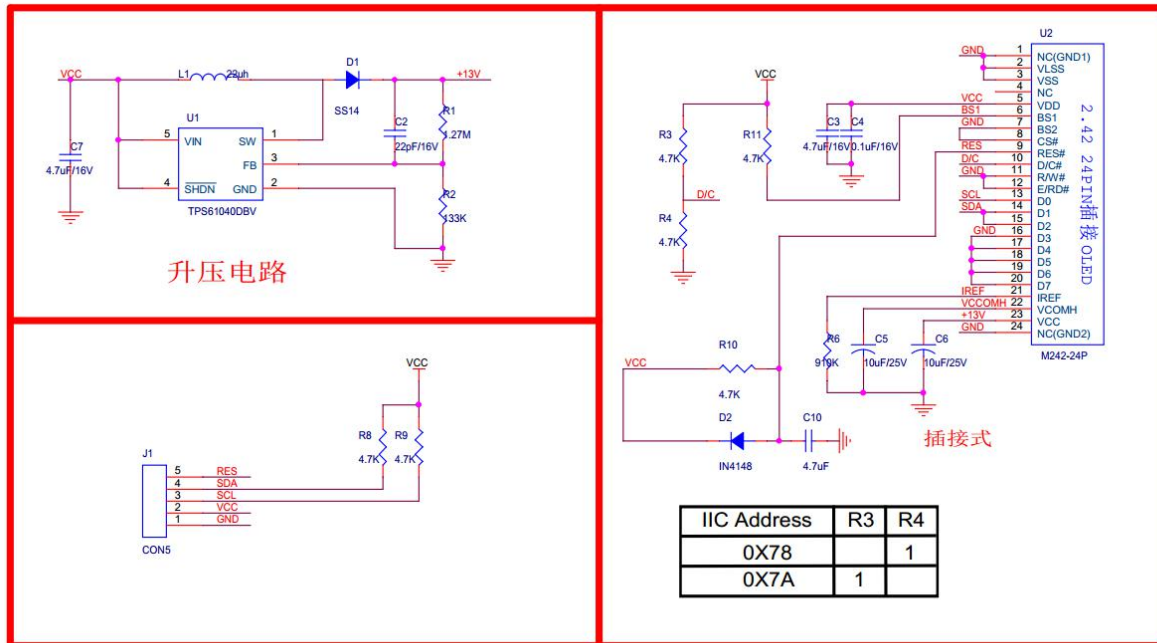 VCC
L1
22uh
D1
+13V
SS14
U1
5
VIN
SW
1
FB
3
4
SHDN
GND
2
TPS61040DBV
C7
4.7uF/16V
C2
22pF/16V
R1
1.27M
R2
133K
升压电路
VCC
R8
4.7K
R9
4.7K
J1
5
RES
4
SDA
3
SCL
2
VCC
1
GND
CON5
VCC
R3
4.7K
R11
4.7K
D/C
R4
4.7K
C3
4.7uF/16V
C4
0.1uF/16V
U2
GND 1 NC(GND1)
2 VLSS
3 VSS
4 NC
VCC 5 VDD
BS1 6 BS1
GND 7 BS2
8 CS#
RES 9 RES#
D/C 10 D/C#
GND 11 R/W#
12 E/RD#
SCL 13 D0
SDA 14 D1
15 D2
GND 16 D3
17 D4
18 D5
19 D6
20 D7
IREF 21 IREF
VCCOMH 22 VCOMH
+13V 23 VCC
GND 24 NC(GND2)
2.42 24PIN插接OLED
M242-24P
R6
910K
C5
10uF/25V
C6
10uF/25V
插接式
VCC
R10
4.7K
D2
IN4148
C10
4.7uF
IIC Address R3 R4
0X78 1
0X7A 1